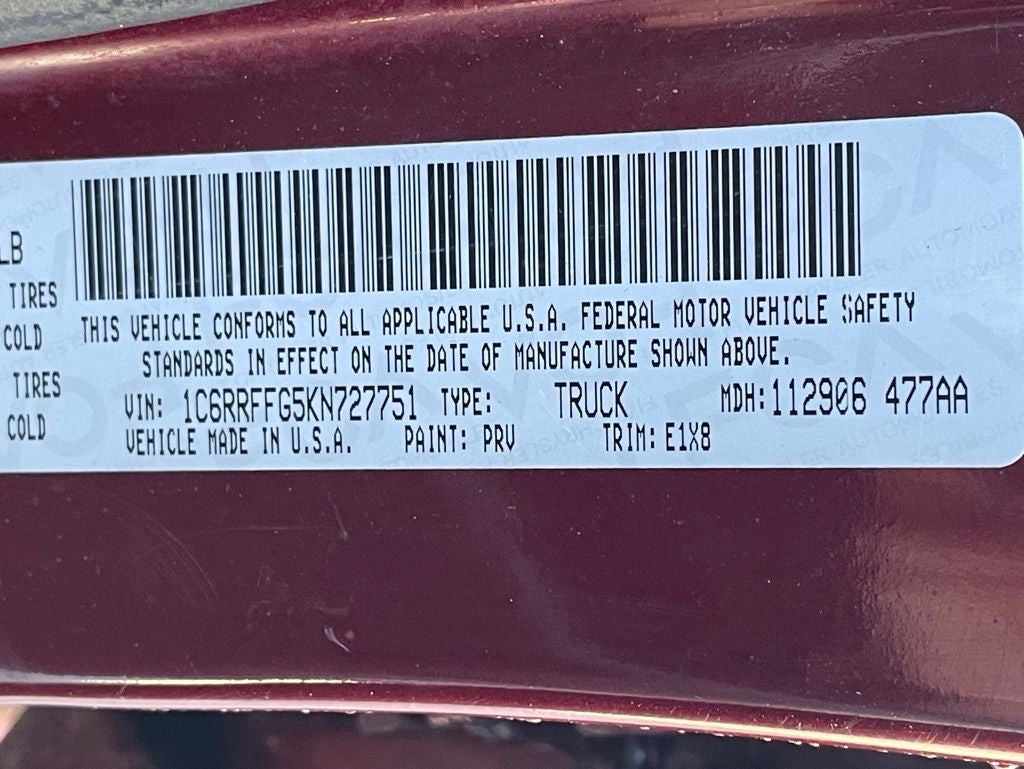 LB
TIRES
COLD
TIRES
COLD
THIS VEHICLE CONFORMS TO ALL APPLICABLE U.S.A. FEDERAL MOTOR VEHICLE SAFETY
STANDARDS IN EFFECT ON THE DATE OF MANUFACTURE SHOWN ABOVE.
VIN: 1C6RRFFG5KN727751 TYPE: TRUCK MDH:112906 477AA
VEHICLE MADE IN U.S.A. PAINT: PRV TRIM: E1X8